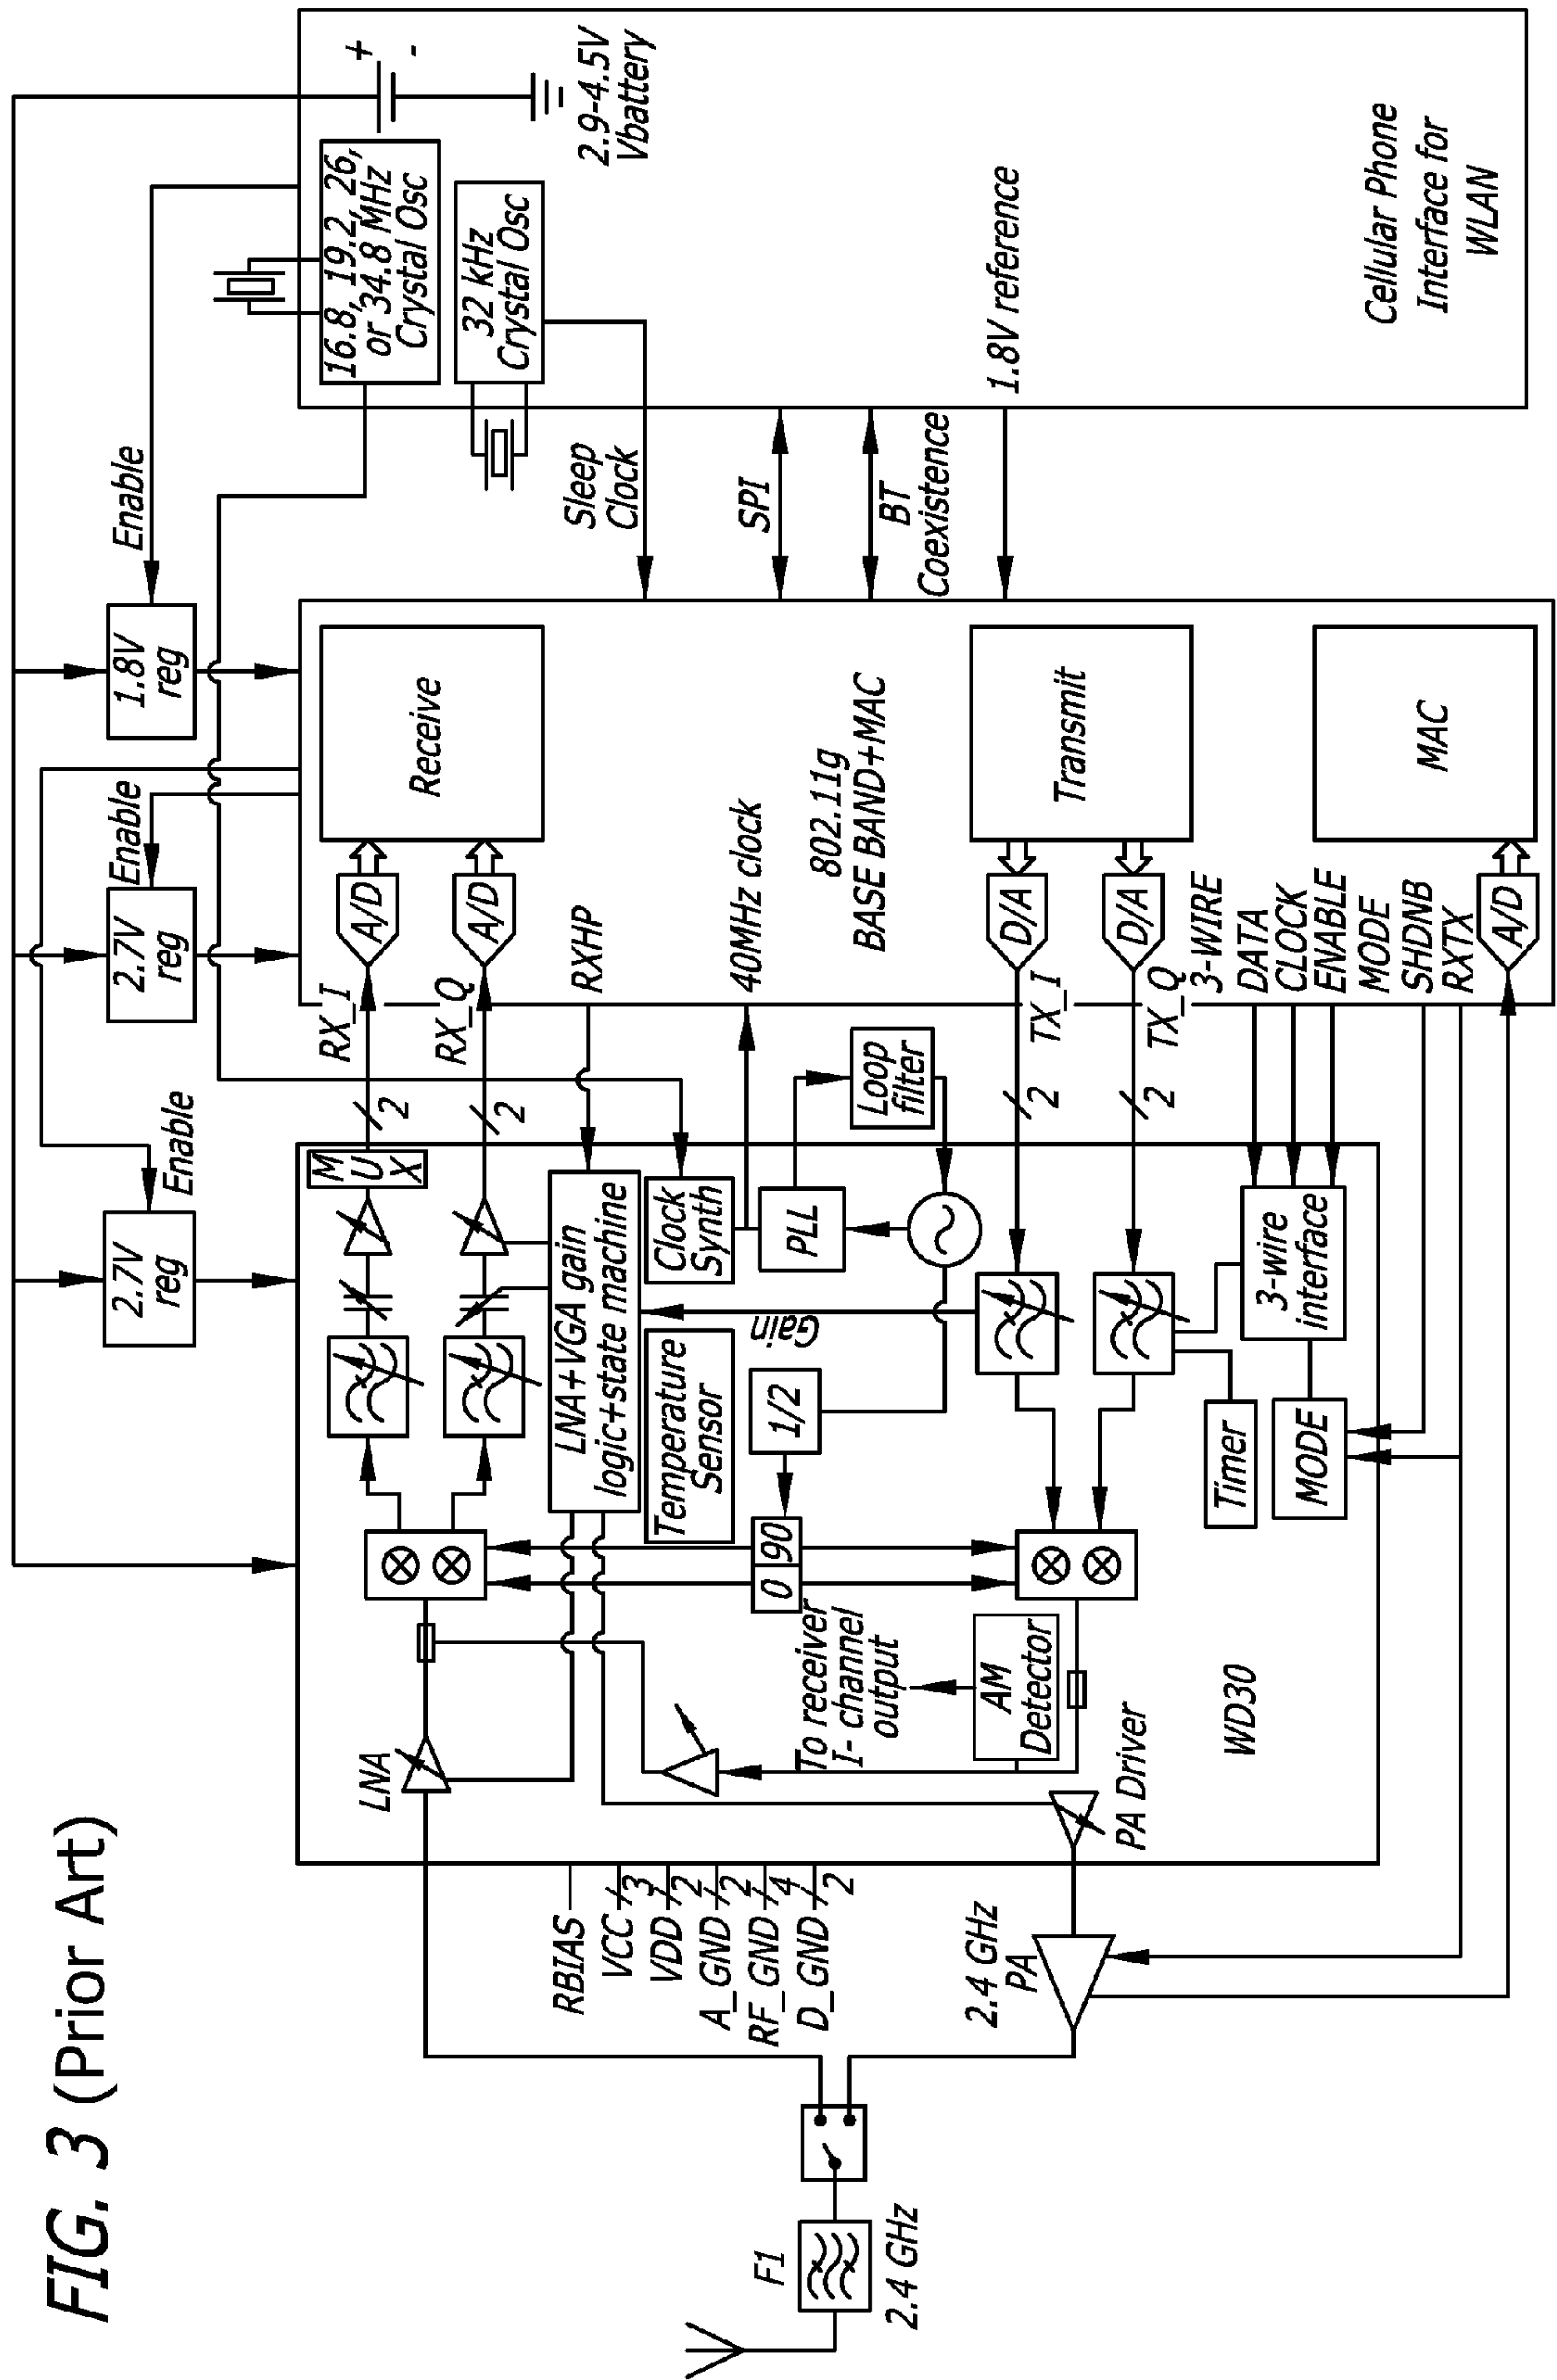 FIG. 3 (Prior Art)
2.7V
reg
Enable
2.7V
reg
Enable
1.8V
reg
Enable
16.8, 19.2, 26,
or 34.8 MHz
Crystal Osc
+
-
32 kHz
Crystal Osc
2.9-4.5V
Vbattery
Sleep
Clock
SPI
BT
Coexistence
1.8V reference
Cellular Phone
Interface for
WLAN
RX_I
A/D
Receive
RX_Q
A/D
2
2
RXHP
40MHz clock
802.11g
BASE BAND+MAC
D/A
Transmit
TX_I
2
D/A
TX_Q
2
3-WIRE
DATA
CLOCK
ENABLE
MODE
SHDNB
RXTX
A/D
MAC
MUX
LNA
LNA+VGA gain
logic+state machine
Clock
Synth
Temperature
Sensor
PLL
Loop
filter
Gain
1/2
0
90
To receiver
I- channel
output
AM
Detector
PA Driver
WD30
Timer
MODE
3-wire
interface
RBIAS
VCC
3
VDD
2
A_GND
2
RF_GND
4
D_GND
2
2.4 GHz
PA
F1
2.4 GHz